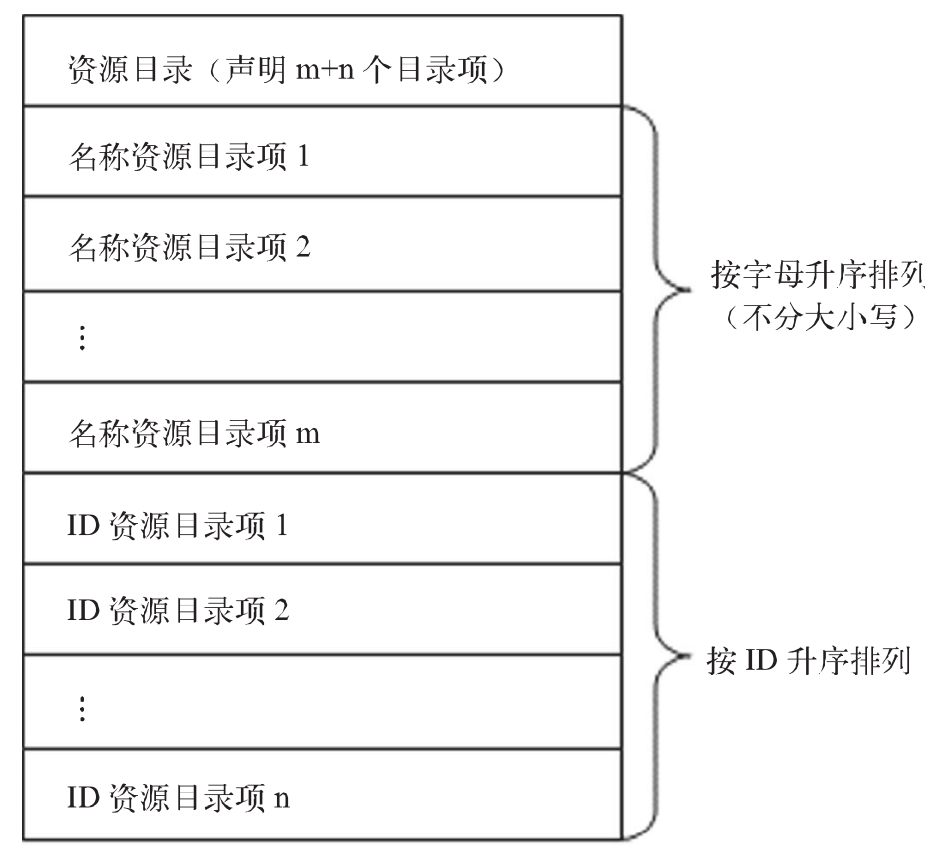 资源目录（声明 m+n 个目录项）
名称资源目录项 1
名称资源目录项 2
⋮
名称资源目录项 m
按字母升序排列
（不分大小写）
ID 资源目录项 1
ID 资源目录项 2
⋮
ID 资源目录项 n
按 ID 升序排列